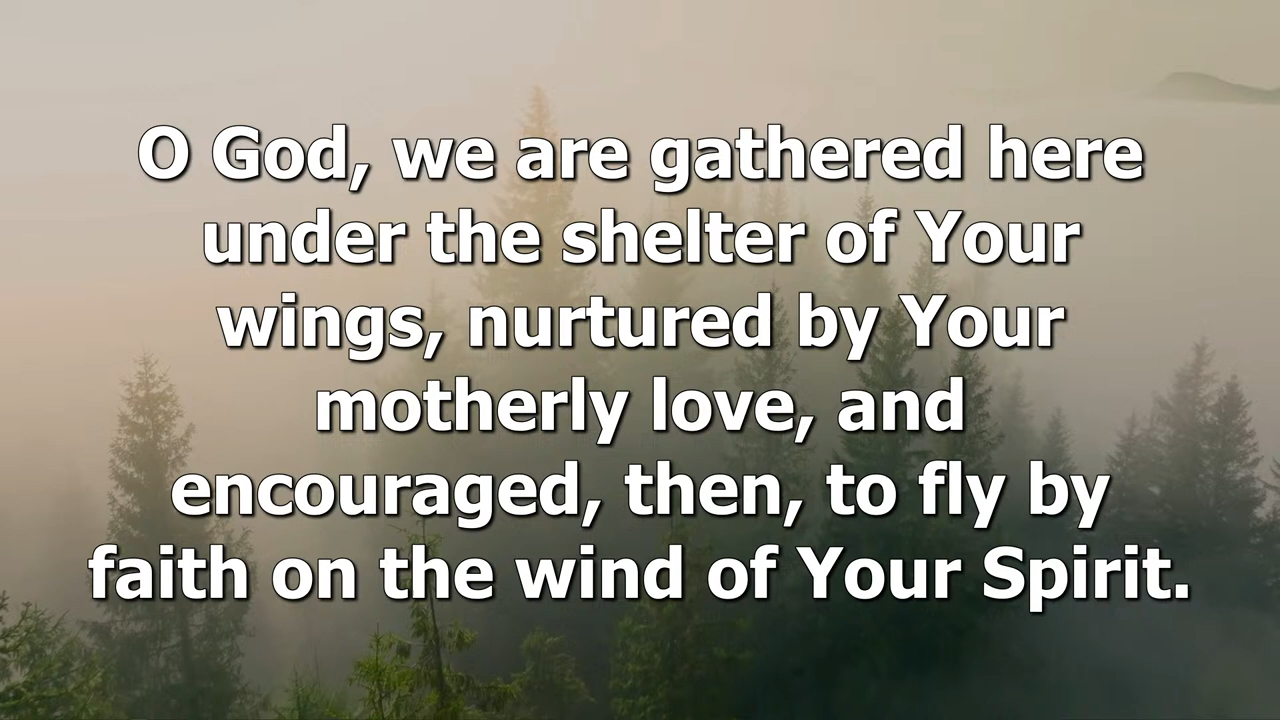 O God, we are gathered here
under the shelter of Your
wings, nurtured by Your
motherly love, and
encouraged, then, to fly by
faith on the wind of Your Spirit.